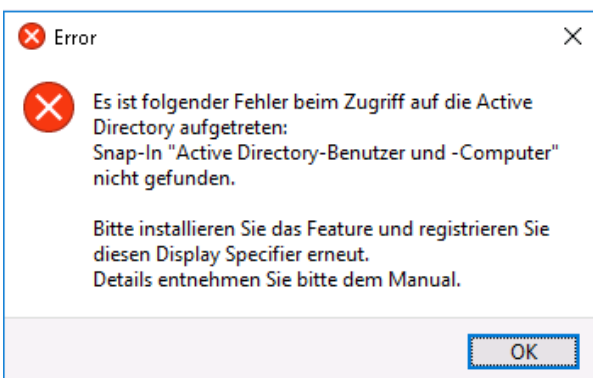 Error
Es ist folgender Fehler beim Zugriff auf die Active
Directory aufgetreten:
Snap-In "Active Directory-Benutzer und -Computer"
nicht gefunden.
Bitte installieren Sie das Feature und registrieren Sie
diesen Display Specifier erneut.
Details entnehmen Sie bitte dem Manual.
OK